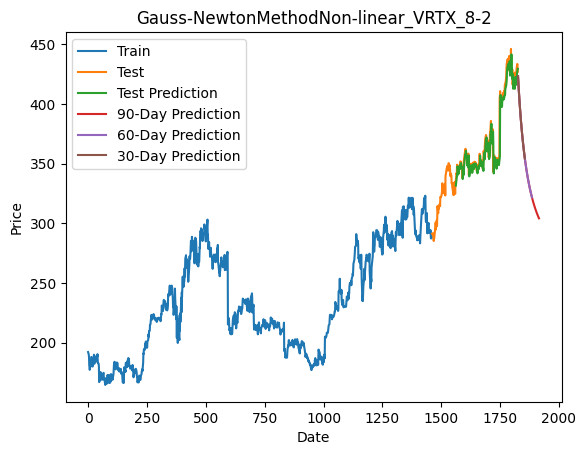 Gauss-NewtonMethodNon-linear_VRTX_8-2
Train
Test
Test Prediction
90-Day Prediction
60-Day Prediction
30-Day Prediction
Price
450
400
350
300
250
200
0 250 500 750 1000 1250 1500 1750 2000
Date